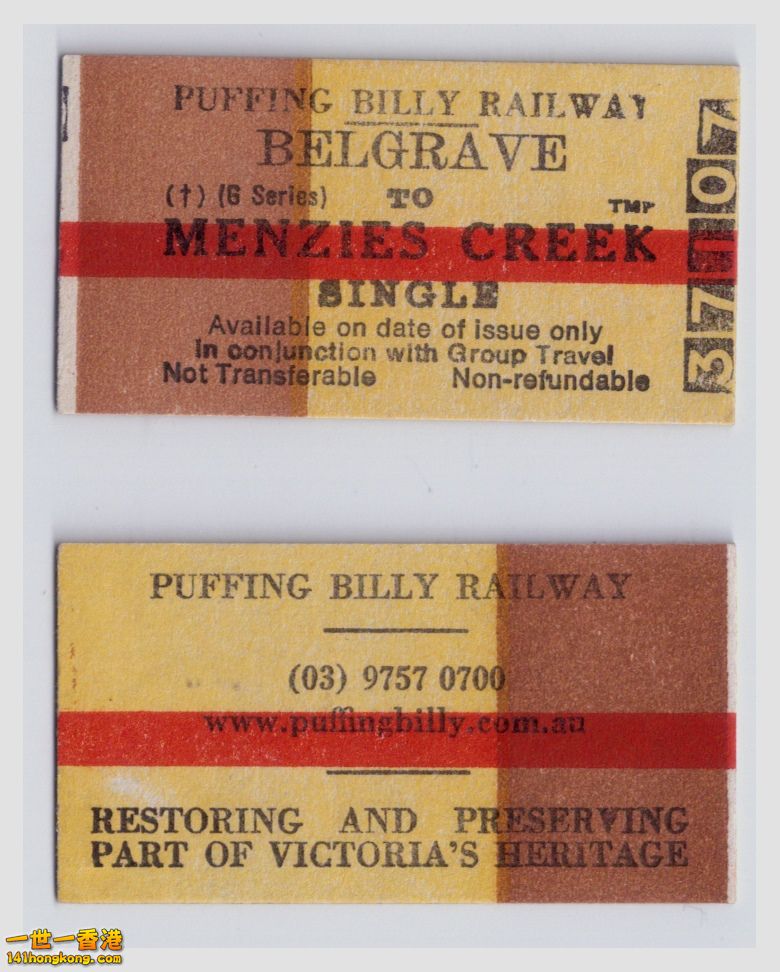 PUFFING BILLY RAILWAY
BELGRAVE
(†) (G Series) TO
TMP
MENZIES CREEK
SINGLE
Available on date of issue only
In conjunction with Group Travel
Not Transferable Non-refundable
PUFFING BILLY RAILWAY
(03) 9757 0700
www.puffingbilly.com.au
RESTORING AND PRESERVING
PART OF VICTORIA'S HERITAGE
一世一香港
141hongkong.com